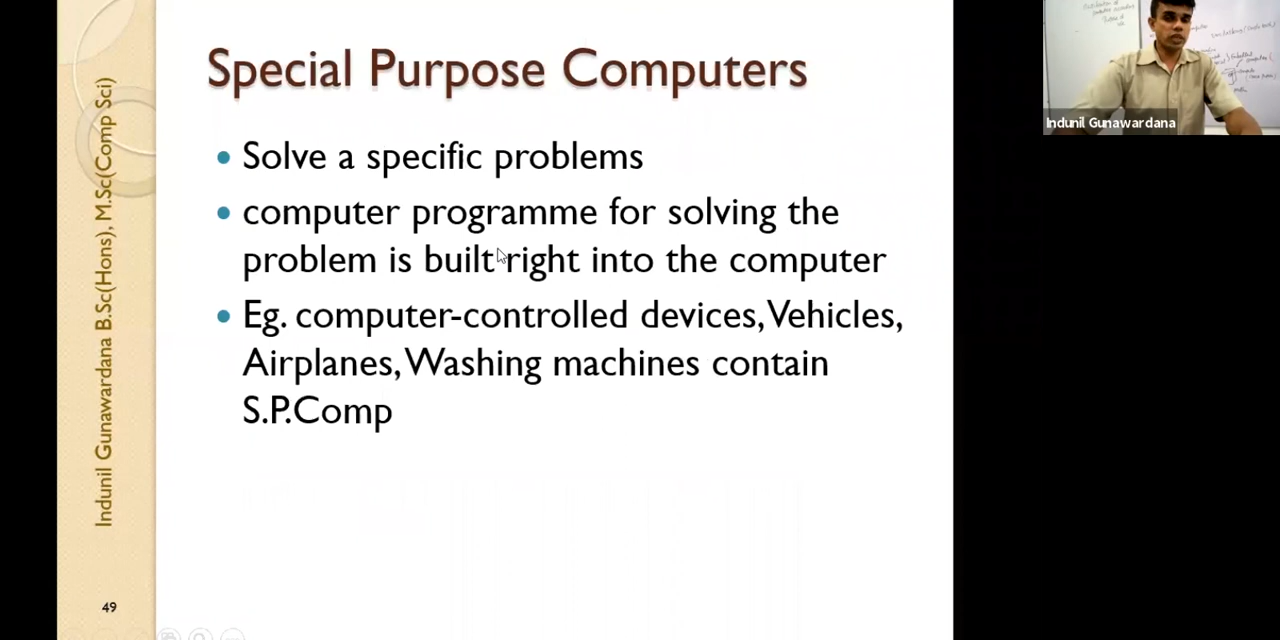 Special Purpose Computers
Solve a specific problems
computer programme for solving the
problem is built right into the computer
Eg. computer-controlled devices, Vehicles,
Airplanes, Washing machines contain
S.P.Comp
Indunil Gunawardana B.Sc(Hons), M.Sc(Comp Sci)
49
Indunil Gunawardana